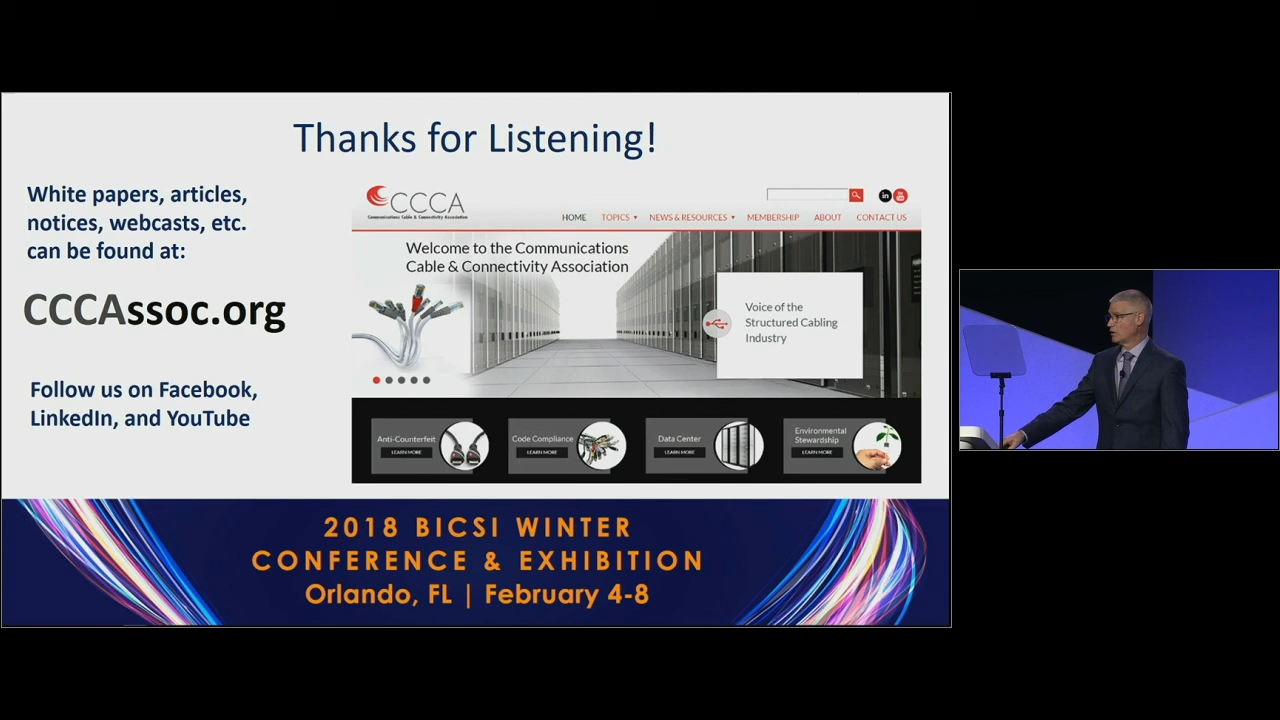 Thanks for Listening!
White papers, articles,
notices, webcasts, etc.
can be found at:
CCCAssoc.org
Follow us on Facebook,
LinkedIn, and YouTube
CCCA
Communications Cable & Connectivity Association
HOME TOPICS NEWS & RESOURCES MEMBERSHIP ABOUT CONTACT US
in
You
Tube
Welcome to the Communications
Cable & Connectivity Association
Voice of the
Structured Cabling
Industry
Anti-Counterfeit
LEARN MORE
Code Compliance
LEARN MORE
Data Center
LEARN MORE
Environmental
Stewardship
LEARN MORE
2018 BICSI WINTER
CONFERENCE & EXHIBITION
Orlando, FL | February 4-8